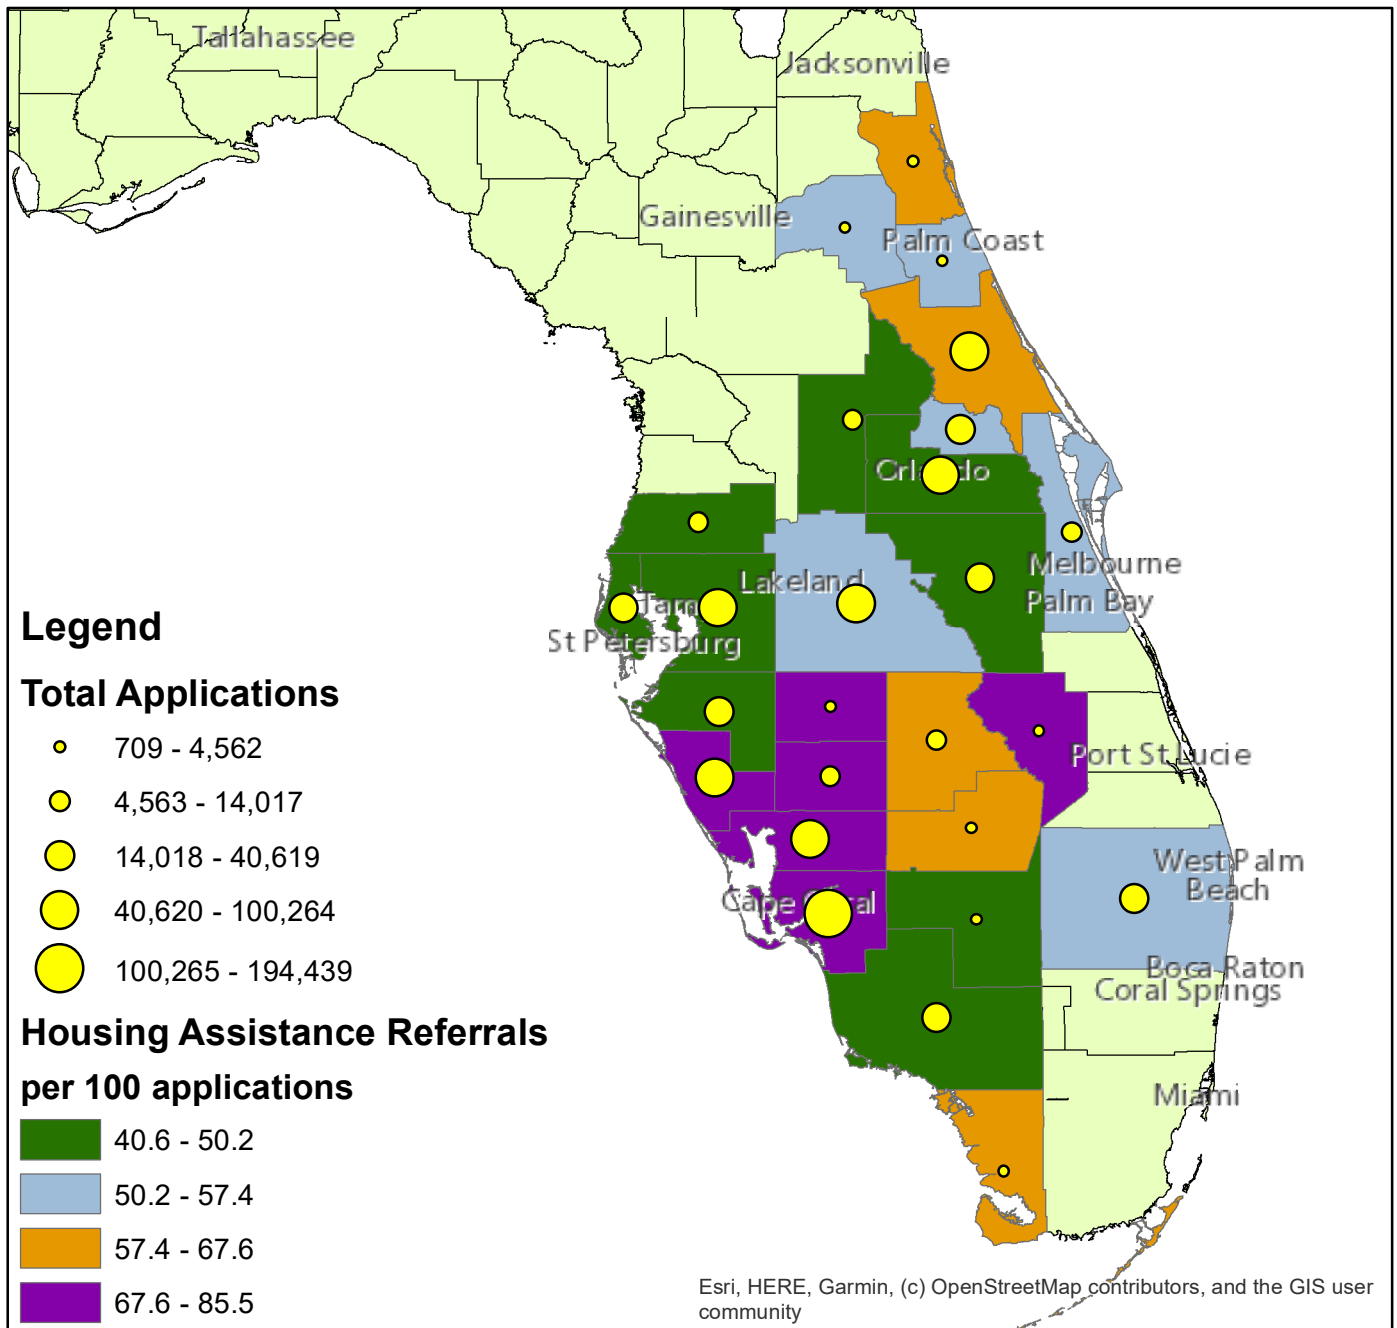 Tallahassee
Jacksonville
Gainesville
Palm Coast
Orlando
Melbourne
Palm Bay
Lakeland
Tam
St Petersburg
Port St Lucie
West Palm
Beach
Cape Coral
Boca Raton
Coral Springs
Miami
Legend
Total Applications
709 - 4,562
4,563 - 14,017
14,018 - 40,619
40,620 - 100,264
100,265 - 194,439
Housing Assistance Referrals
per 100 applications
40.6 - 50.2
50.2 - 57.4
57.4 - 67.6
67.6 - 85.5
Esri, HERE, Garmin, (c) OpenStreetMap contributors, and the GIS user
community